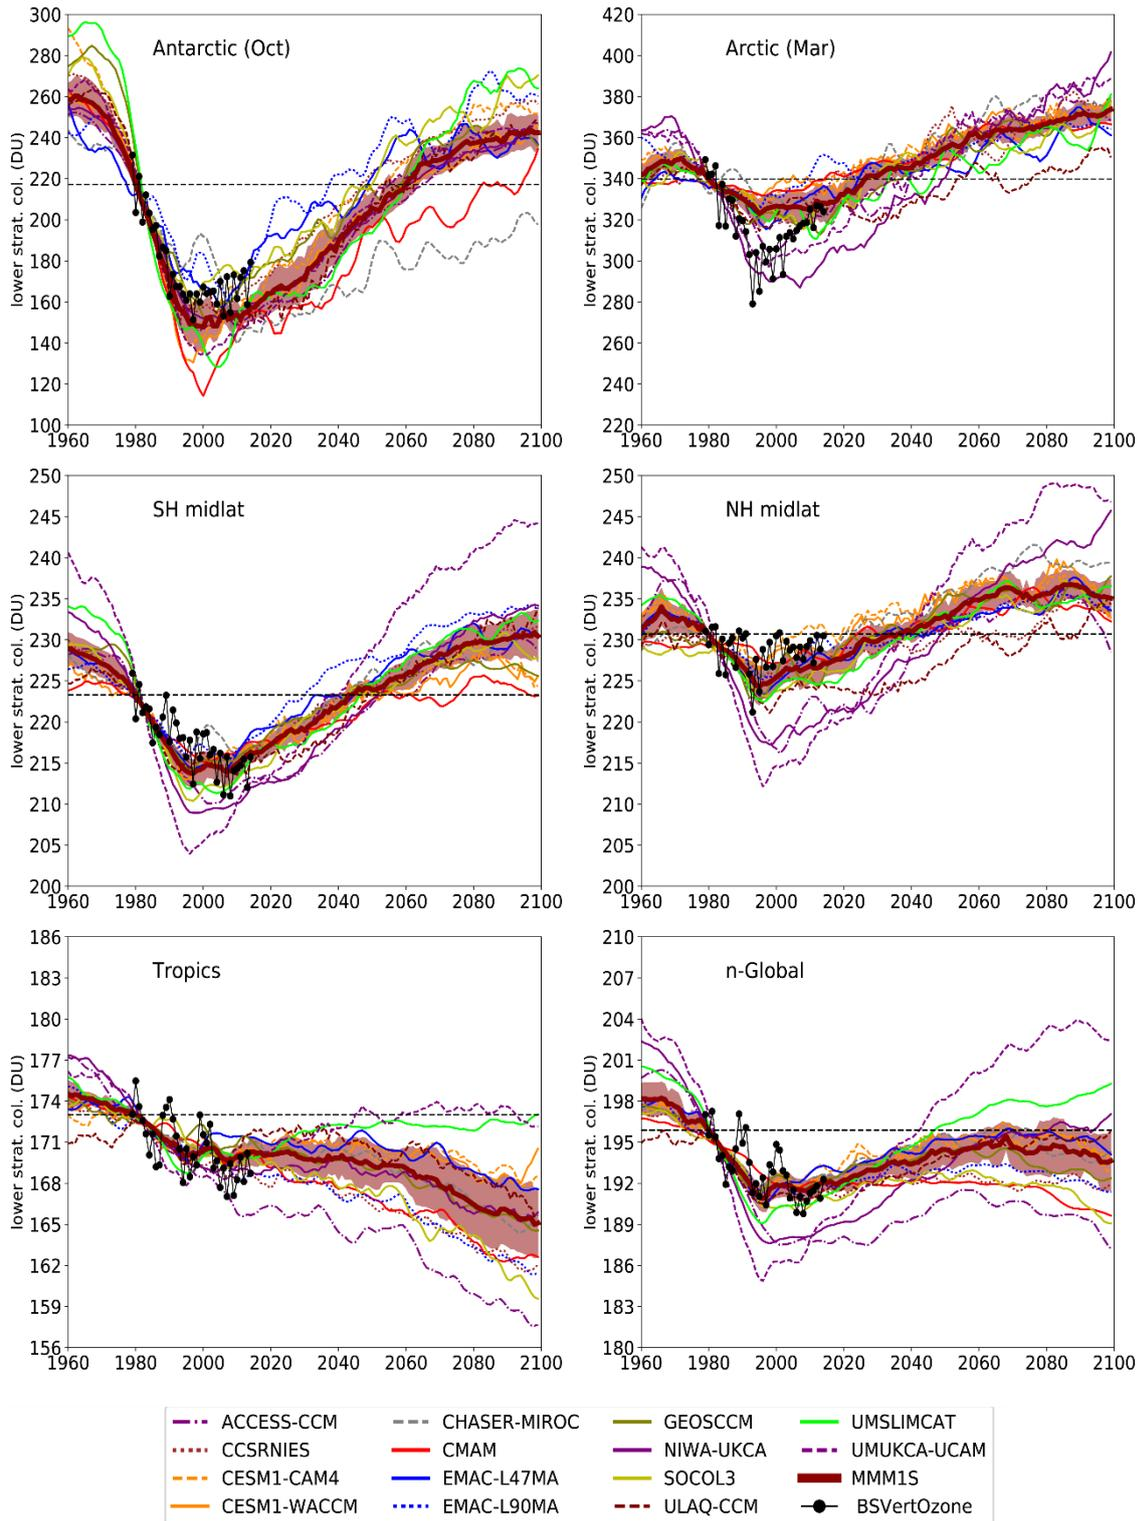 Antarctic (Oct)
lower strat. col. (DU)
300
280
260
240
220
200
180
160
140
120
100
1960 1980 2000 2020 2040 2060 2080 2100
Arctic (Mar)
lower strat. col. (DU)
420
400
380
360
340
320
300
280
260
240
220
1960 1980 2000 2020 2040 2060 2080 2100
SH midlat
lower strat. col. (DU)
250
245
240
235
230
225
220
215
210
205
200
1960 1980 2000 2020 2040 2060 2080 2100
NH midlat
lower strat. col. (DU)
250
245
240
235
230
225
220
215
210
205
200
1960 1980 2000 2020 2040 2060 2080 2100
Tropics
lower strat. col. (DU)
186
183
180
177
174
171
168
165
162
159
156
1960 1980 2000 2020 2040 2060 2080 2100
n-Global
lower strat. col. (DU)
210
207
204
201
198
195
192
189
186
183
180
1960 1980 2000 2020 2040 2060 2080 2100
ACCESS-CCM
CCSRNIES
CESM1-CAM4
CESM1-WACCM
CHASER-MIROC
CMAM
EMAC-L47MA
EMAC-L90MA
GEOSCCM
NIWA-UKCA
SOCOL3
ULAQ-CCM
UMSLIMCAT
UMUKCA-UCAM
MMM1S
BSVertOzone